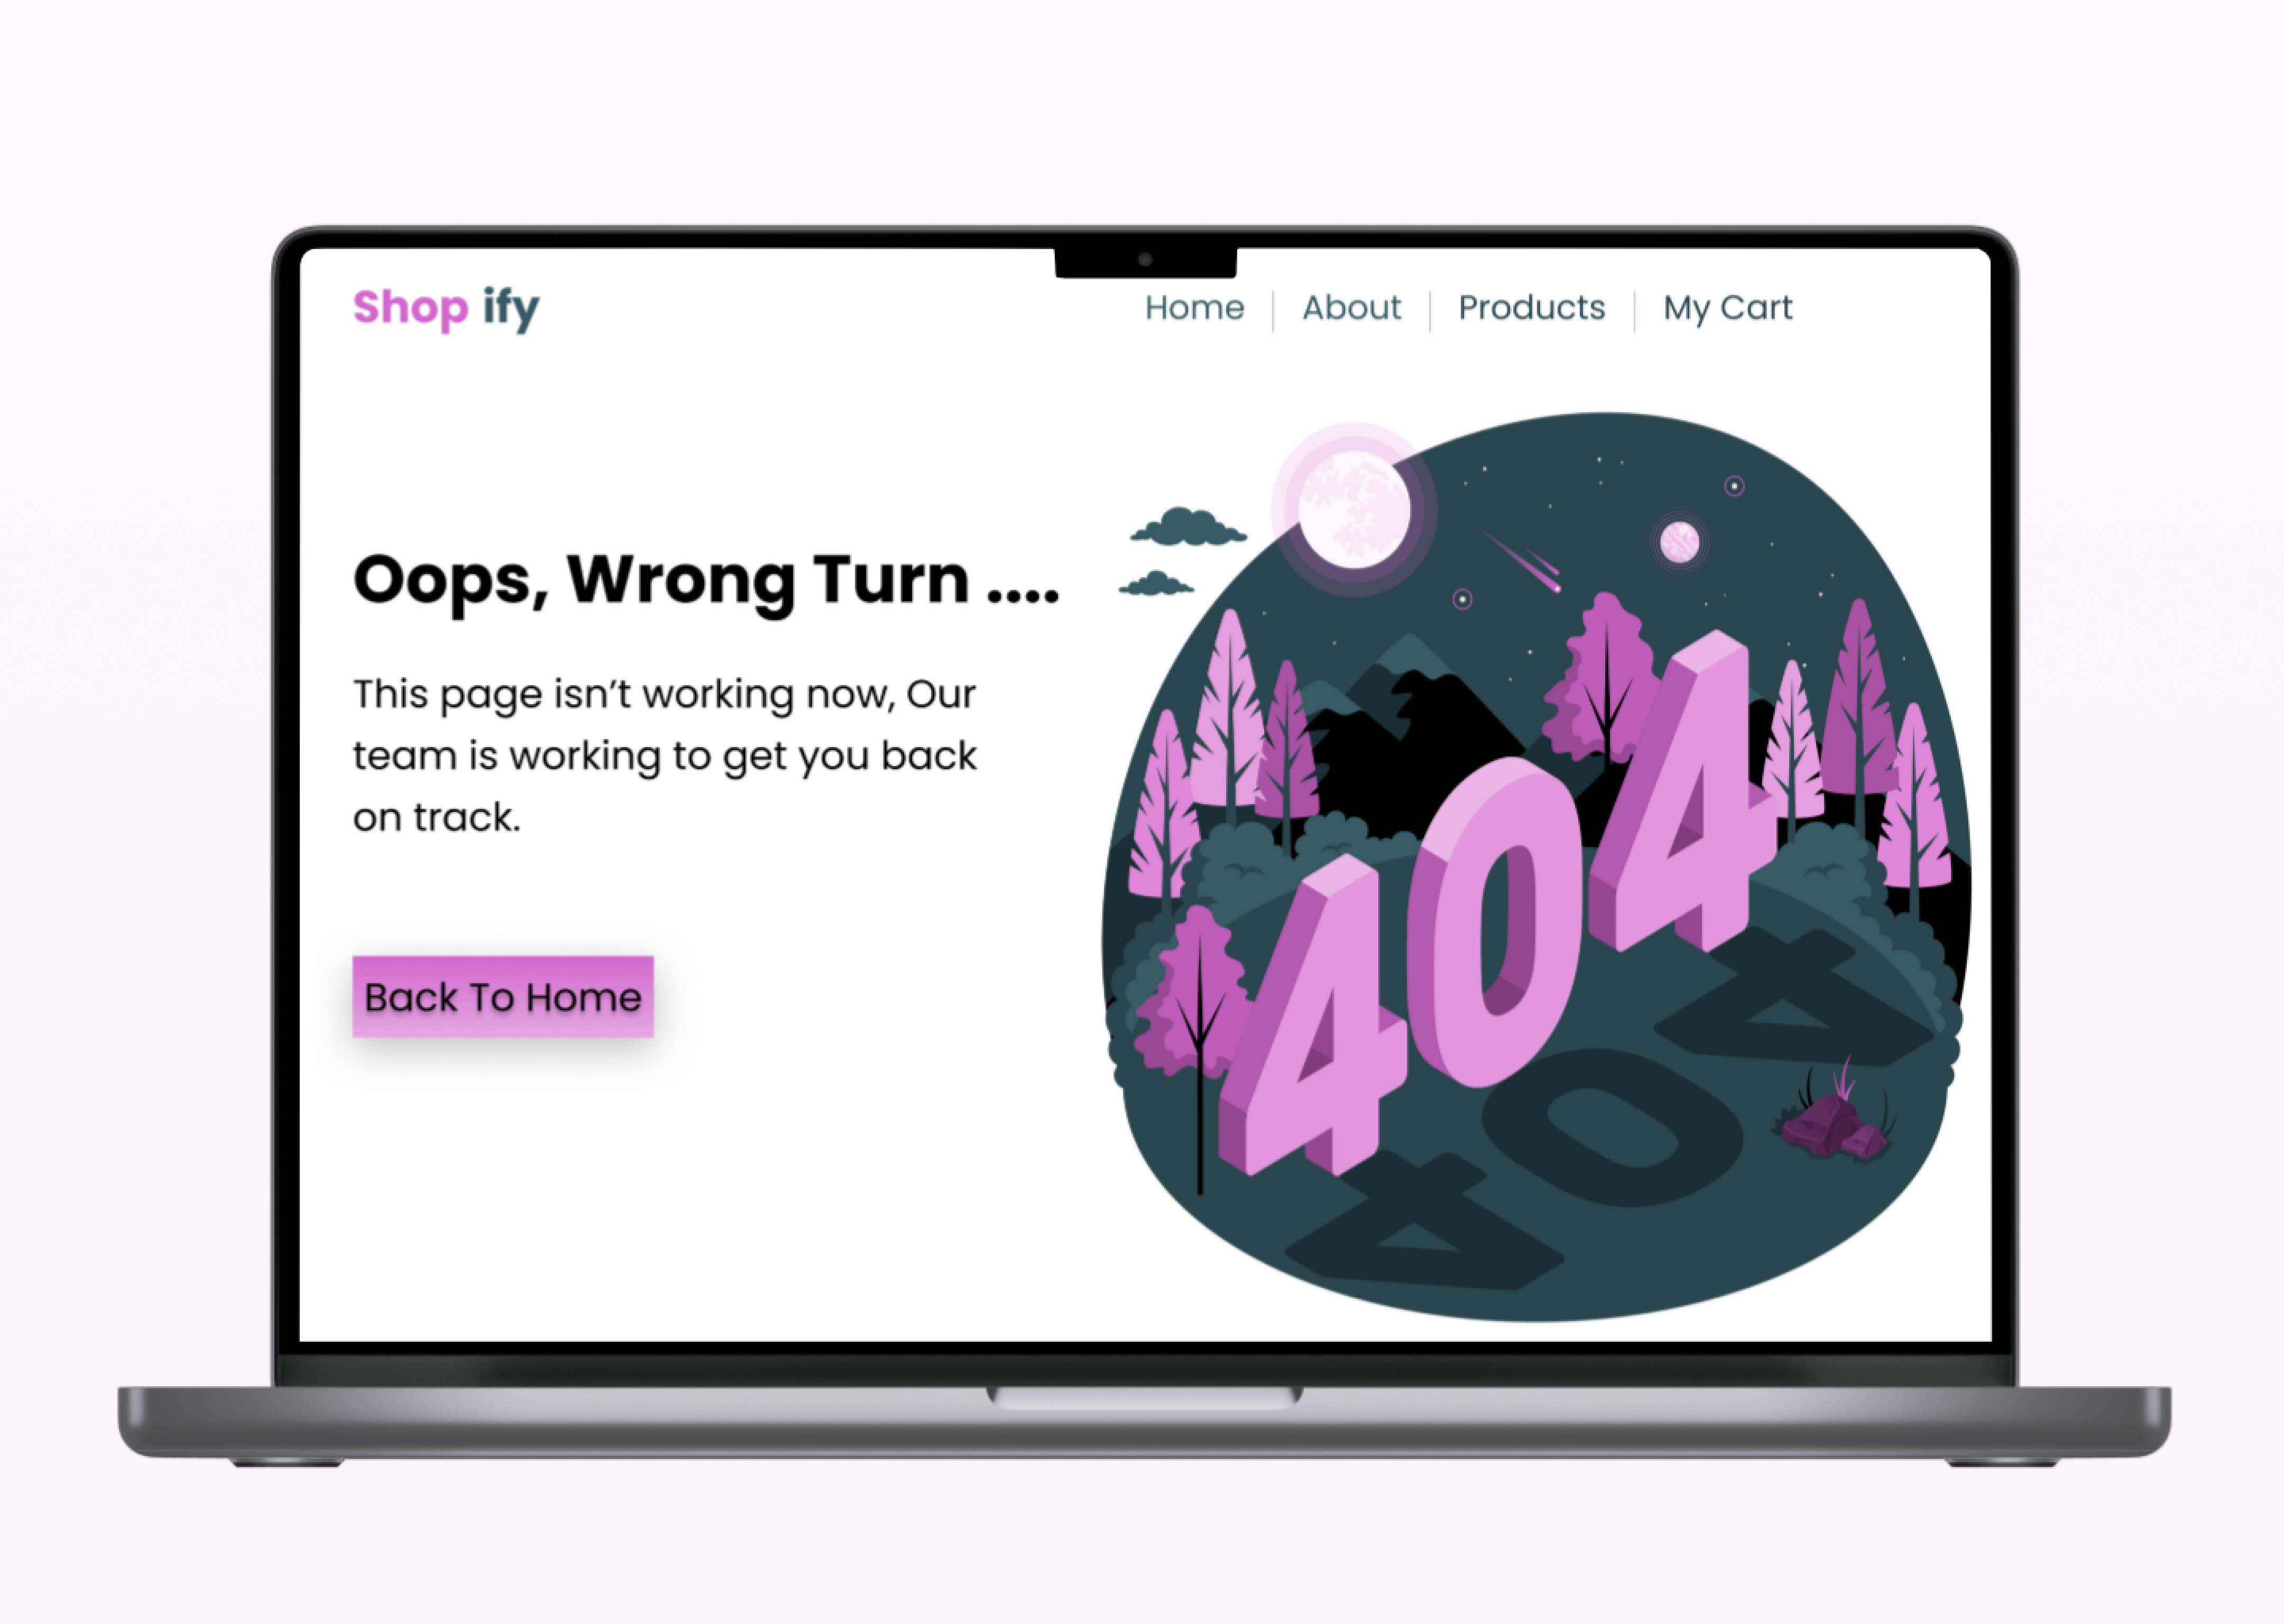 Shop ify
Home About Products My Cart
Oops, Wrong Turn ....
This page isn’t working now, Our
team is working to get you back
on track.
Back To Home
404